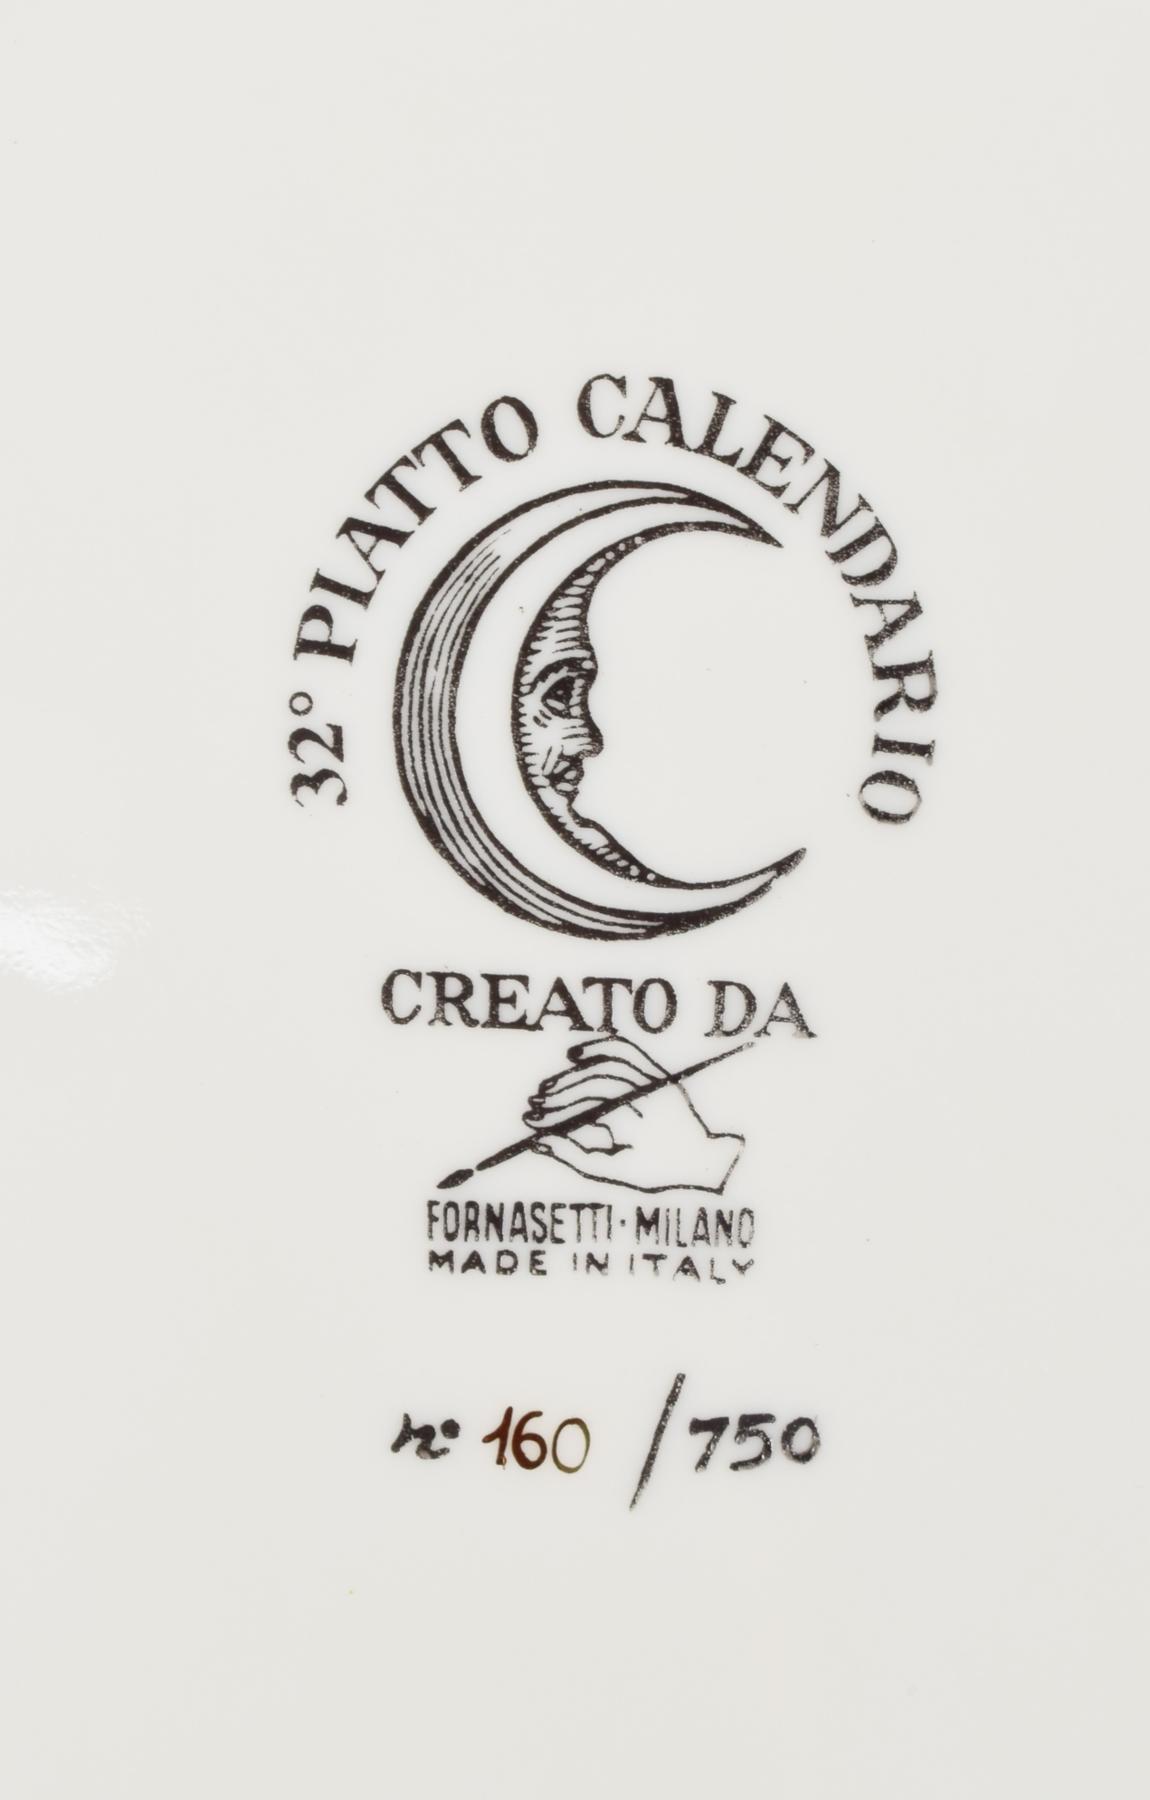 32° PIATTO CALENDARIO
CREATO DA
FORNASETTI·MILANO
MADE IN ITALY
n° 160 /750